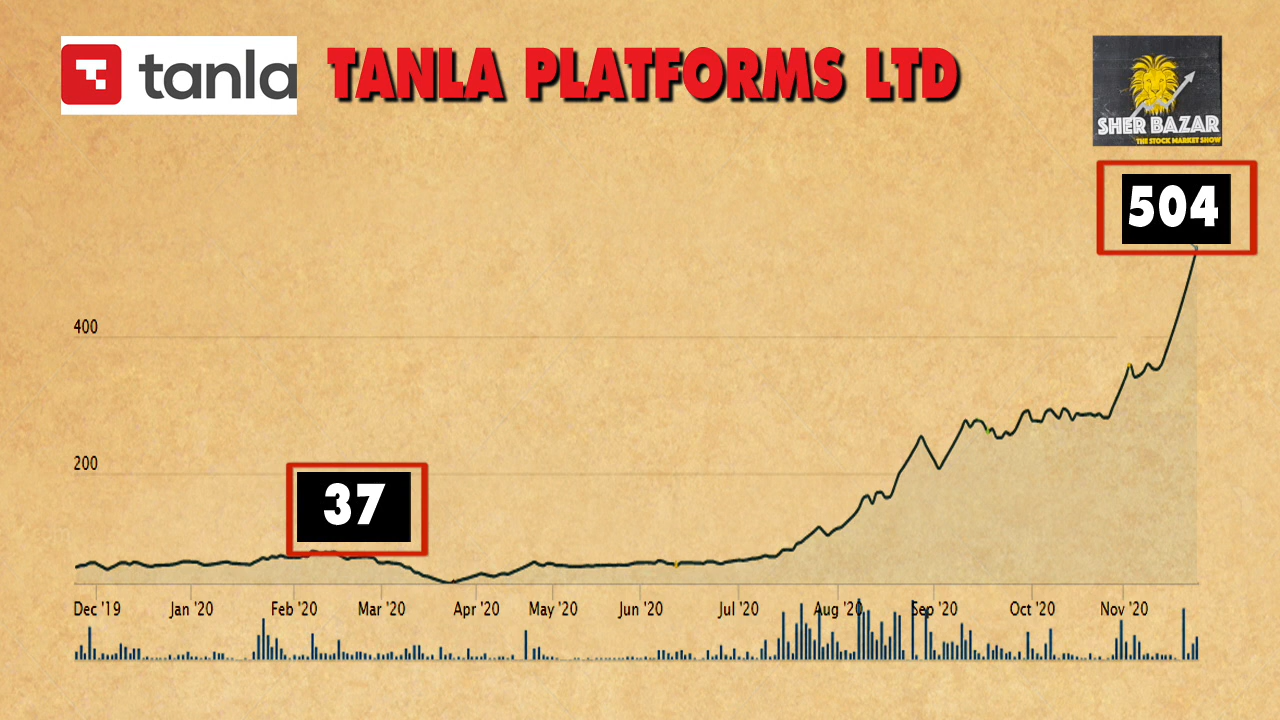 tanla
TANLA PLATFORMS LTD
SHER BAZAR
THE STOCK MARKET SHOW
504
400
200
37
Dec '19 Jan '20 Feb '20 Mar '20 Apr '20 May '20 Jun '20 Jul '20 Aug '20 Sep '20 Oct '20 Nov '20